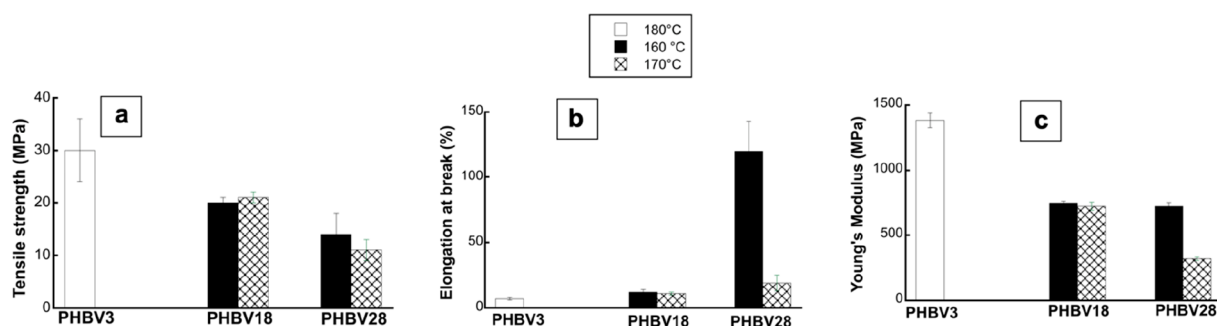 180°C
160 °C
170°C
a
Tensile strength (MPa)
40
30
20
10
0
PHBV3 PHBV18 PHBV28
b
Elongation at break (%)
150
100
50
0
PHBV3 PHBV18 PHBV28
c
Young's Modulus (MPa)
1500
1000
500
0
PHBV3 PHBV18 PHBV28